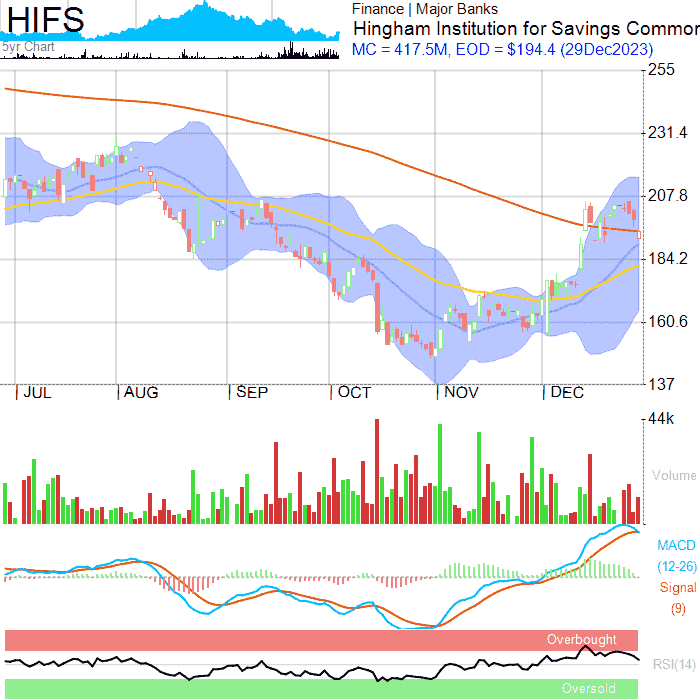 HIFS
5yr Chart
Finance | Major Banks
Hingham Institution for Savings Common
MC = 417.5M, EOD = $194.4 (29Dec2023)
255
231.4
207.8
184.2
160.6
137
JUL AUG SEP OCT NOV DEC
44k
Volume
MACD
(12-26)
Signal
(9)
Overbought
RSI(14)
Oversold